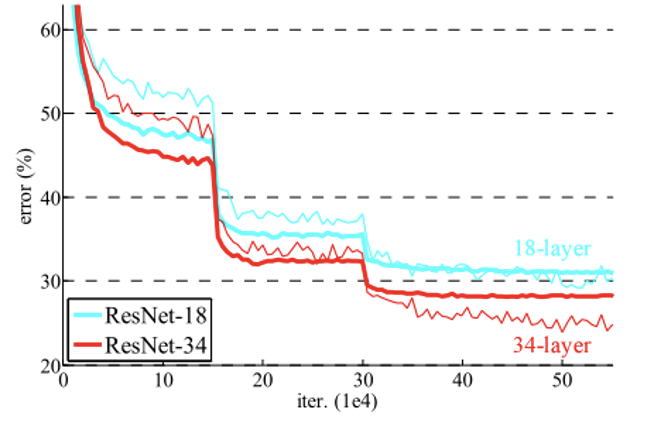 60
50
40
30
20
error (%)
18-layer
34-layer
ResNet-18
ResNet-34
0 10 20 30 40 50
iter. (1e4)